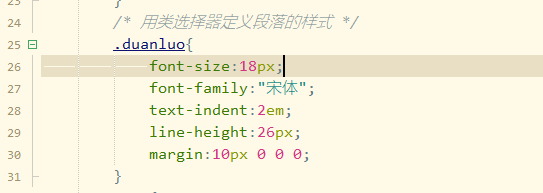 23 }
24 /* 用类选择器定义段落的样式 */
25 .duanluo{
26 font-size:18px;
27 font-family:"宋体";
28 text-indent:2em;
29 line-height:26px;
30 margin:10px 0 0 0;
31 }